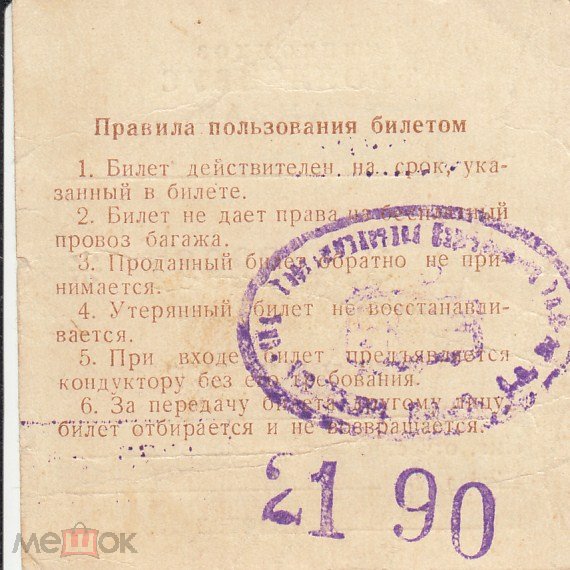 Правила пользования билетом
1. Билет действителен на срок, ука-
занный в билете.
2. Билет не дает права на бесплатный
провоз багажа.
3. Проданный билет обратно не при-
нимается.
4. Утерянный билет не восстанавли-
вается.
5. При входе билет предъявляется
кондуктору без его требования.
6. За передачу билета другому лицу
билет отбирается и не возвращается.
21 90
мешок